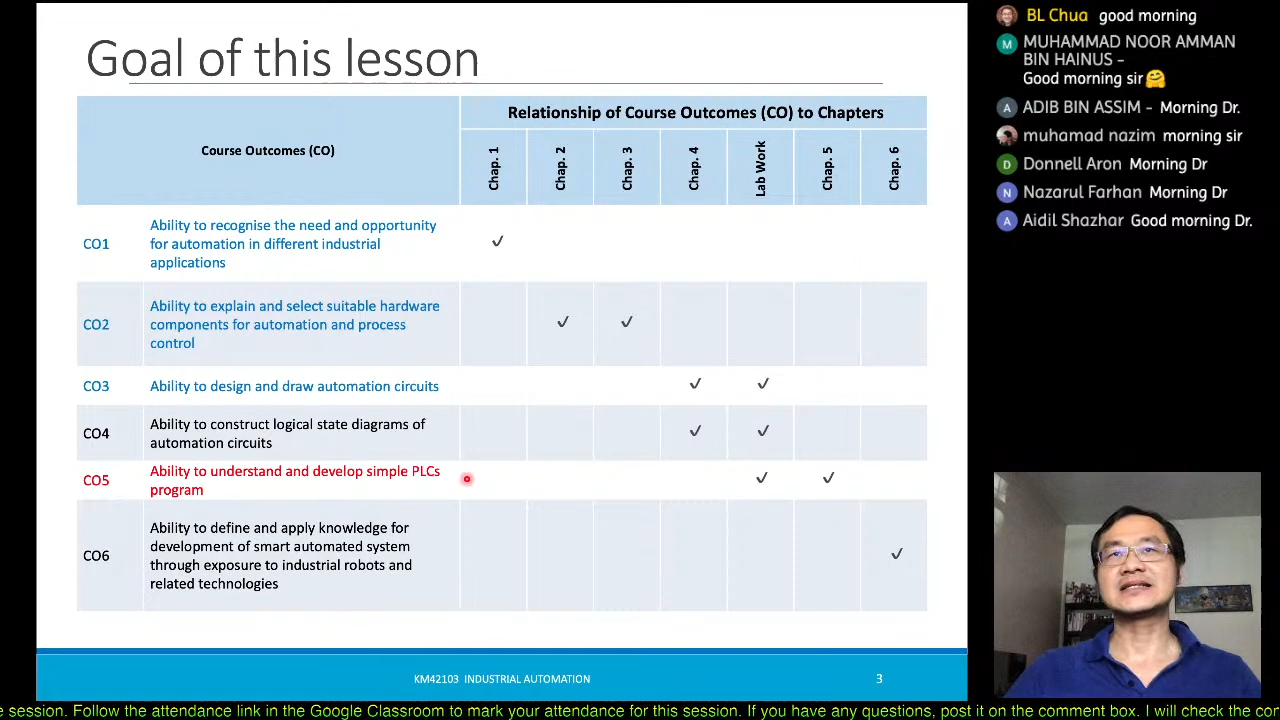 Goal of this lesson
Course Outcomes (CO)
Relationship of Course Outcomes (CO) to Chapters
Chap. 1
Chap. 2
Chap. 3
Chap. 4
Lab Work
Chap. 5
Chap. 6
CO1
Ability to recognise the need and opportunity
for automation in different industrial
applications
✓
CO2
Ability to explain and select suitable hardware
components for automation and process
control
✓ ✓
CO3
Ability to design and draw automation circuits
✓ ✓
CO4
Ability to construct logical state diagrams of
automation circuits
✓ ✓
CO5
Ability to understand and develop simple PLCs
program
✓ ✓
CO6
Ability to define and apply knowledge for
development of smart automated system
through exposure to industrial robots and
related technologies
✓
KM42103 INDUSTRIAL AUTOMATION
3
BL Chua good morning
M MUHAMMAD NOOR AMMAN
BIN HAINUS -
Good morning sir🤗
A ADIB BIN ASSIM - Morning Dr.
muhamad nazim morning sir
D Donnell Aron Morning Dr
N Nazarul Farhan Morning Dr
A Aidil Shazhar Good morning Dr.
e session. Follow the attendance link in the Google Classroom to mark your attendance for this session. If you have any questions, post it on the comment box. I will check the con